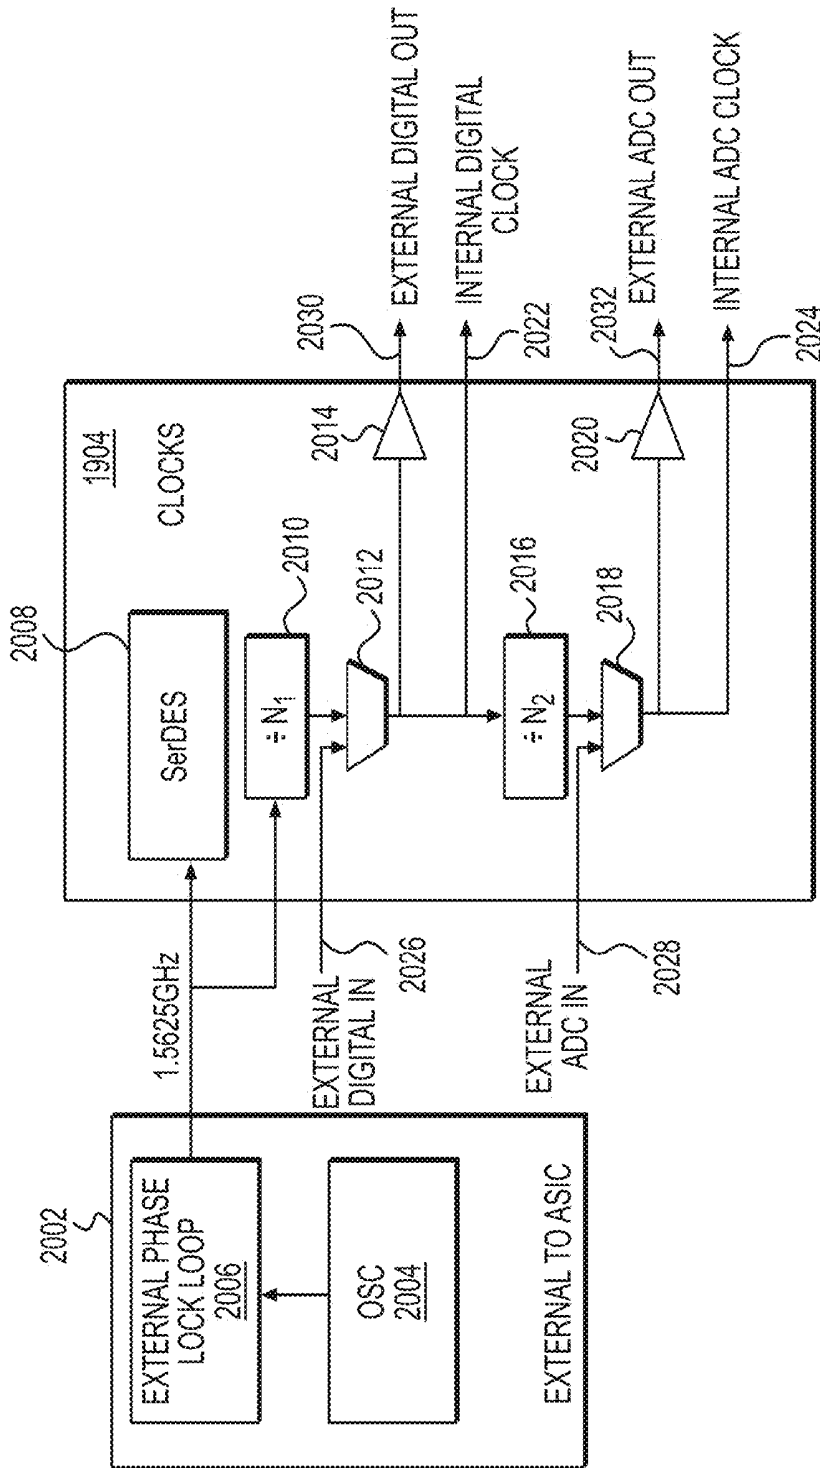 2002
EXTERNAL PHASE
LOCK LOOP
2006
OSC
2004
EXTERNAL TO ASIC
1.5625GHz
EXTERNAL
DIGITAL IN
2026
EXTERNAL
ADC IN
2028
2008
SerDES
1904
CLOCKS
÷ N1
2010
2012
÷ N2
2016
2018
2014
2020
2030
EXTERNAL DIGITAL OUT
INTERNAL DIGITAL
CLOCK
2022
2032
EXTERNAL ADC OUT
INTERNAL ADC CLOCK
2024